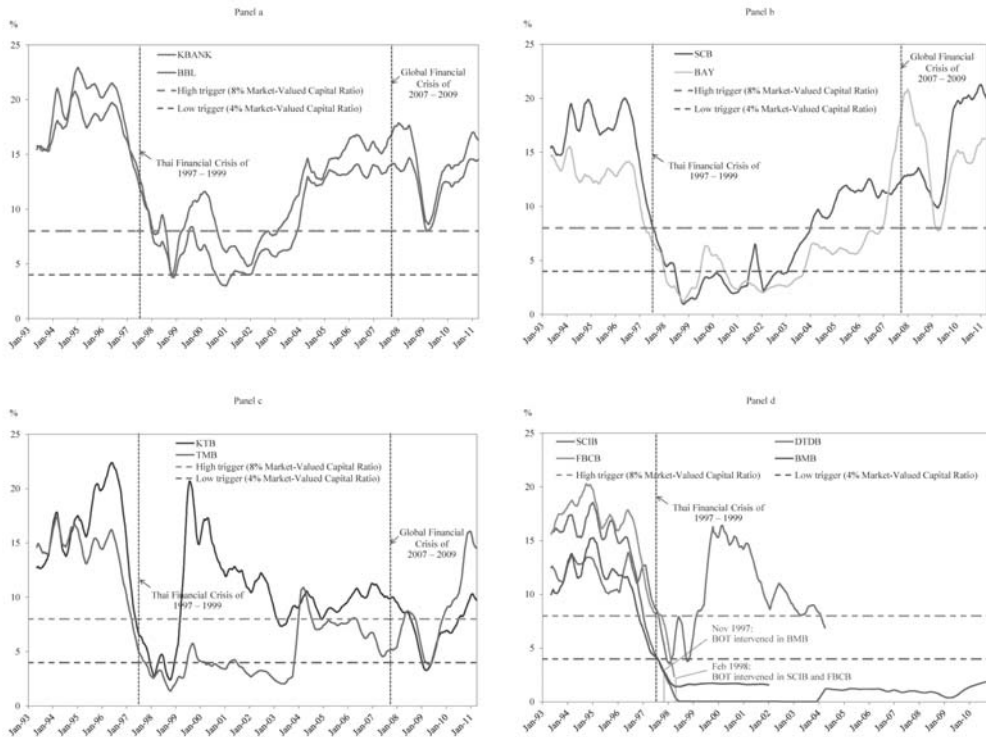 Panel a
%
25
20
15
10
5
0
KBANK
BBL
High trigger (8% Market-Valued Capital Ratio)
Low trigger (4% Market-Valued Capital Ratio)
Thai Financial Crisis of
1997 – 1999
Global Financial
Crisis of
2007 – 2009
Jan-93 Jan-94 Jan-95 Jan-96 Jan-97 Jan-98 Jan-99 Jan-00 Jan-01 Jan-02 Jan-03 Jan-04 Jan-05 Jan-06 Jan-07 Jan-08 Jan-09 Jan-10 Jan-11
Panel b
%
25
20
15
10
5
0
SCB
BAY
High trigger (8% Market-Valued Capital Ratio)
Low trigger (4% Market-Valued Capital Ratio)
Thai Financial Crisis of
1997 – 1999
Global Financial
Crisis of
2007 – 2009
Jan-93 Jan-94 Jan-95 Jan-96 Jan-97 Jan-98 Jan-99 Jan-00 Jan-01 Jan-02 Jan-03 Jan-04 Jan-05 Jan-06 Jan-07 Jan-08 Jan-09 Jan-10 Jan-11
Panel c
%
25
20
15
10
5
0
KTB
TMB
High trigger (8% Market-Valued Capital Ratio)
Low trigger (4% Market-Valued Capital Ratio)
Thai Financial Crisis of
1997 – 1999
Global Financial
Crisis of
2007 – 2009
Jan-93 Jan-94 Jan-95 Jan-96 Jan-97 Jan-98 Jan-99 Jan-00 Jan-01 Jan-02 Jan-03 Jan-04 Jan-05 Jan-06 Jan-07 Jan-08 Jan-09 Jan-10 Jan-11
Panel d
%
25
20
15
10
5
0
SCIB DTDB
FBCB BMB
High trigger (8% Market-Valued Capital Ratio) Low trigger (4% Market-Valued Capital Ratio)
Thai Financial Crisis of
1997 – 1999
Nov 1997:
BOT intervened in BMB
Feb 1998:
BOT intervened in SCIB and FBCB
Jan-93 Jan-94 Jan-95 Jan-96 Jan-97 Jan-98 Jan-99 Jan-00 Jan-01 Jan-02 Jan-03 Jan-04 Jan-05 Jan-06 Jan-07 Jan-08 Jan-09 Jan-10